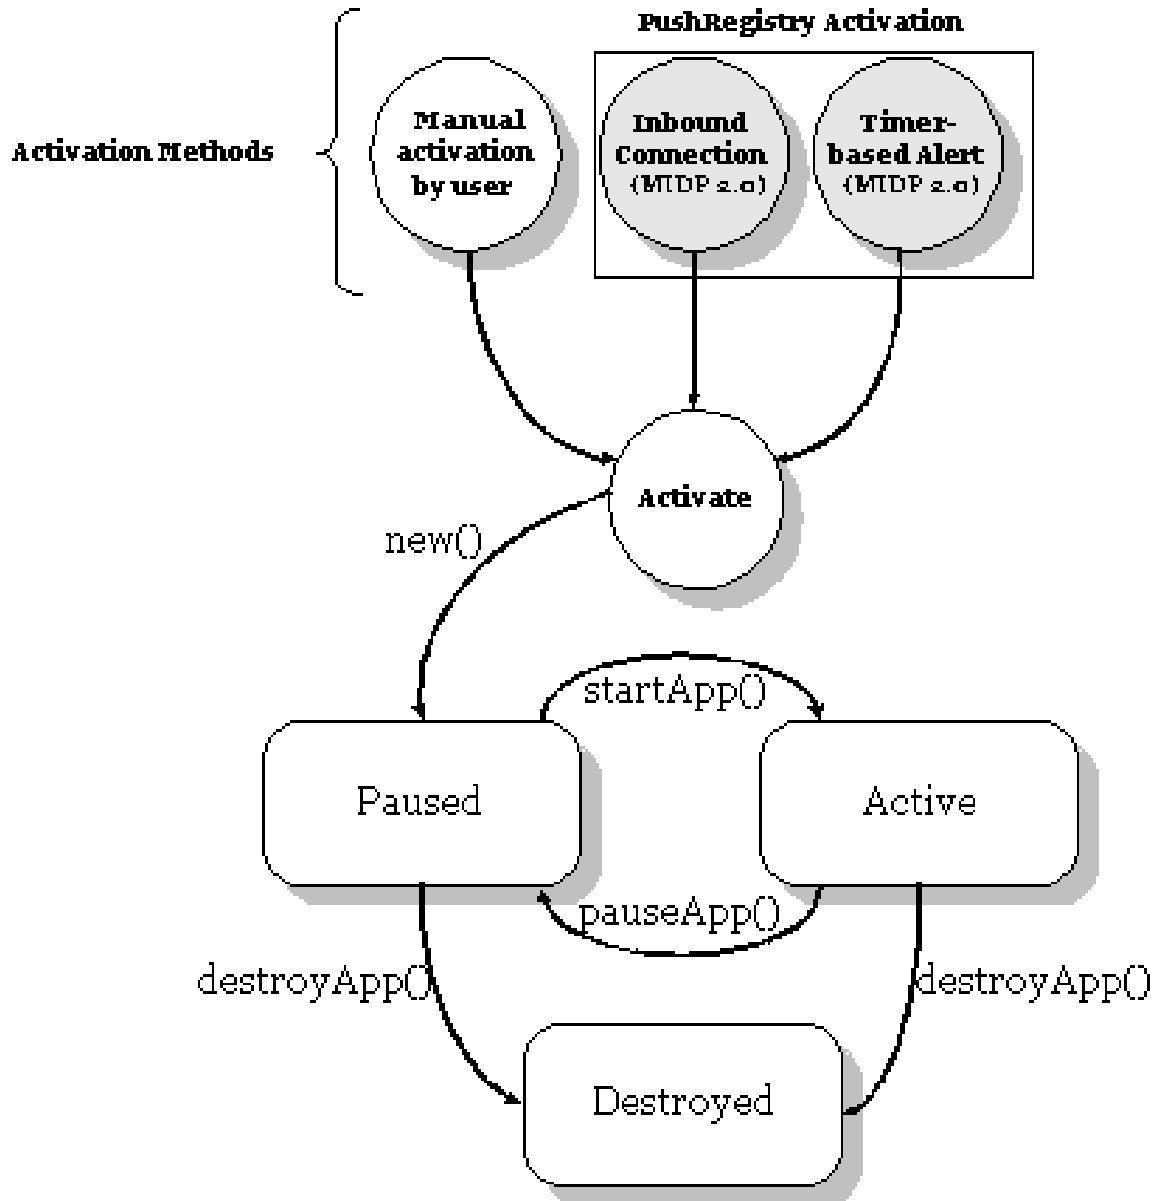 PushRegistry Activation
Activation Methods
Manual
activation
by user
Inbound
Connection
(MIDP 2.0)
Timer-
based Alert
(MIDP 2.0)
Activate
new()
startApp()
Paused
Active
pauseApp()
destroyApp()
destroyApp()
Destroyed